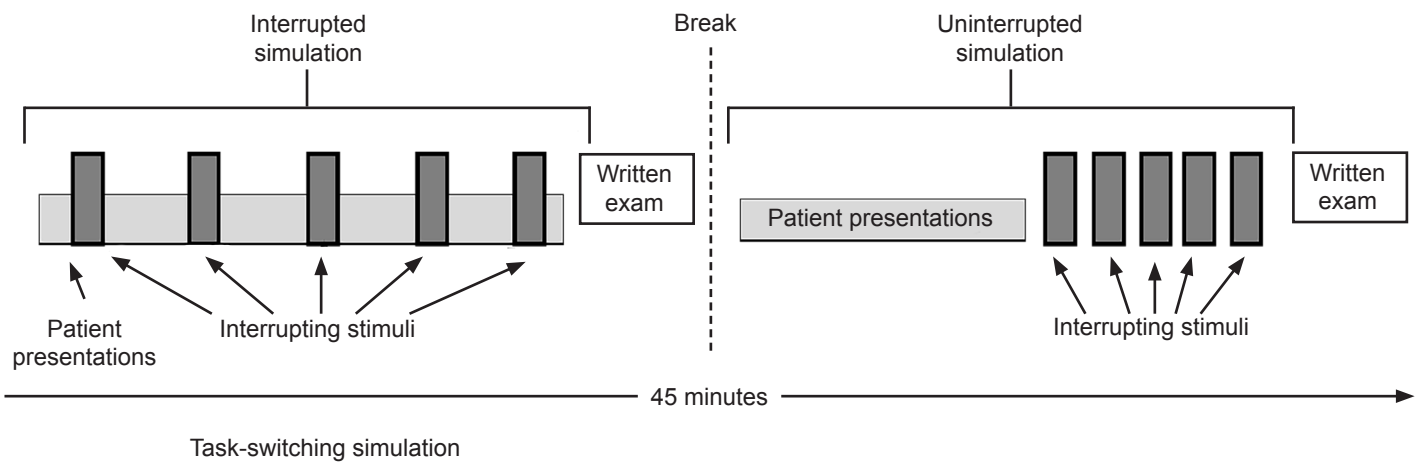 Interrupted
simulation
Break
Uninterrupted
simulation
Written
exam
Patient presentations
Written
exam
Patient
presentations
Interrupting stimuli
Interrupting stimuli
45 minutes
Task-switching simulation